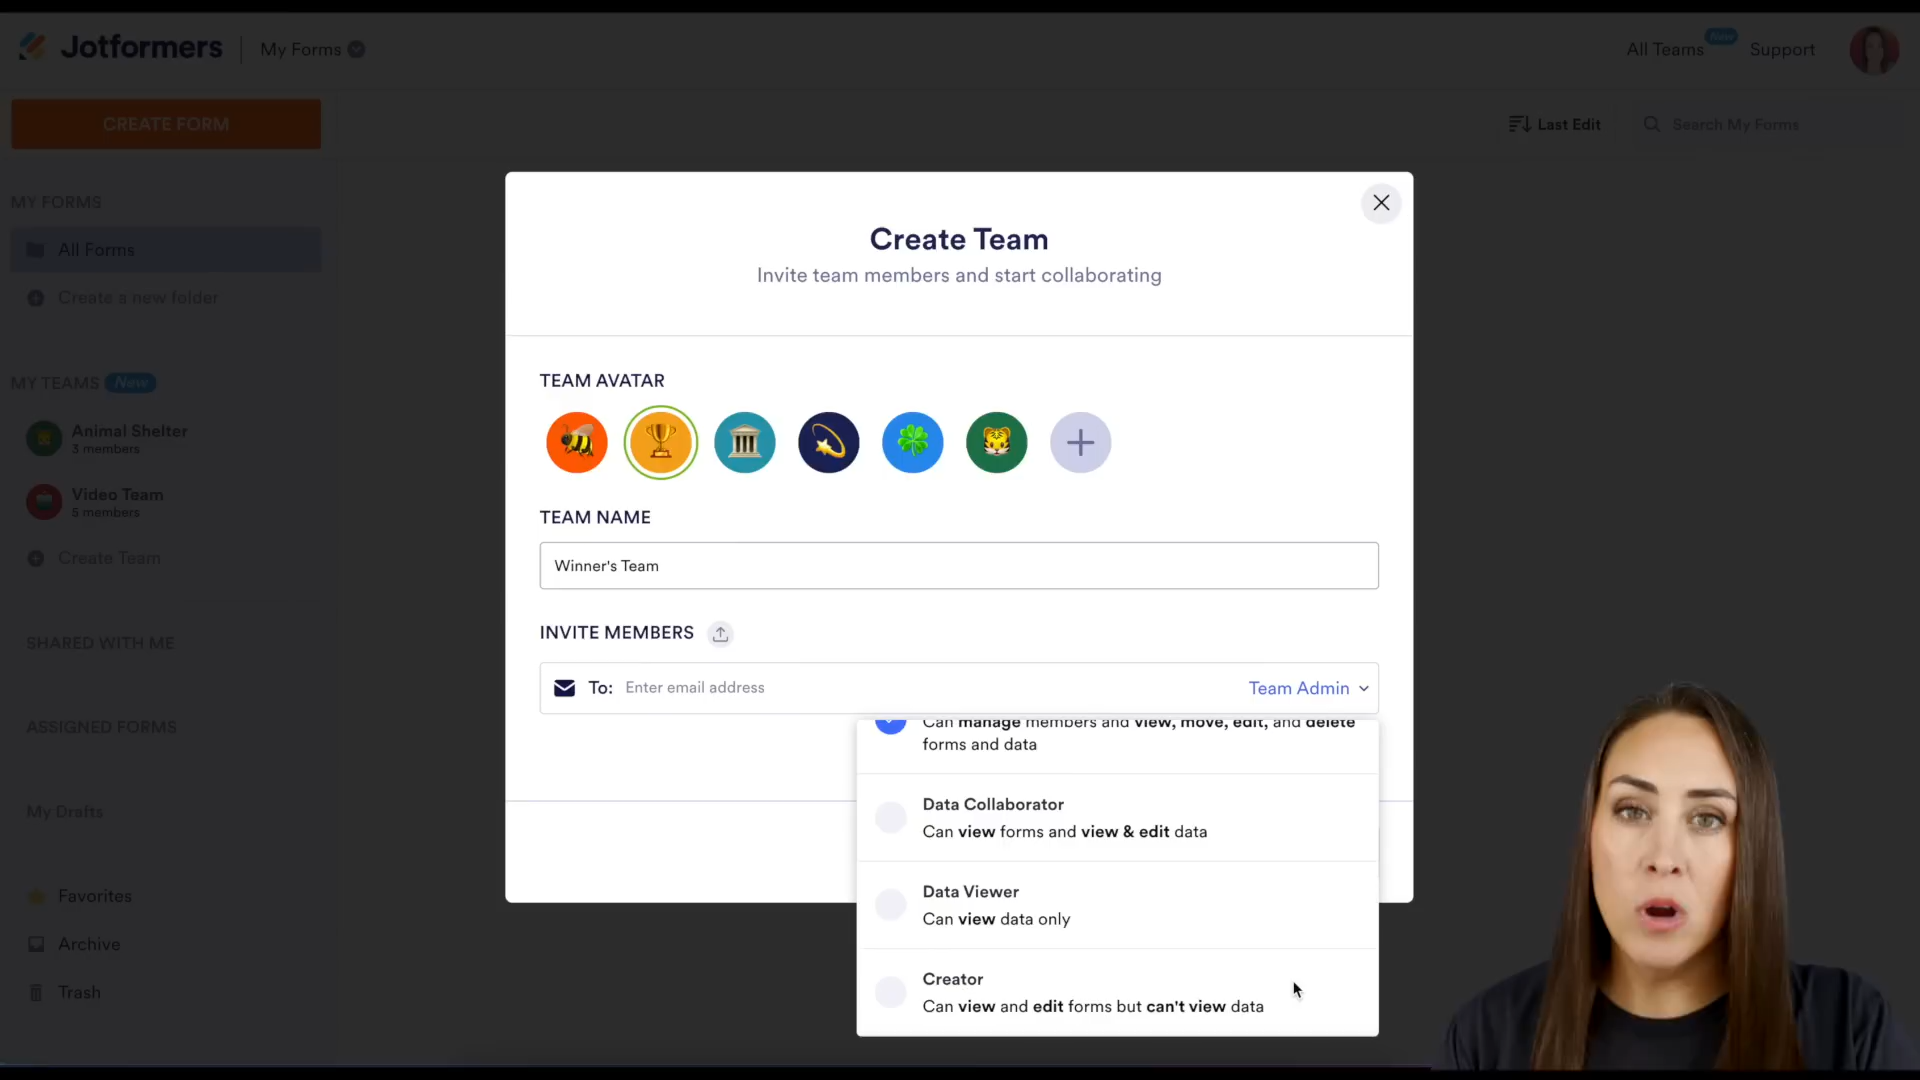 Jotformers
My Forms
All Teams
New
Support
CREATE FORM
Last Edit
Search My Forms
MY FORMS
All Forms
Create a new folder
MY TEAMS New
Animal Shelter
3 members
Video Team
5 members
Create Team
SHARED WITH ME
ASSIGNED FORMS
My Drafts
Favorites
Archive
Trash
Create Team
Invite team members and start collaborating
TEAM AVATAR
TEAM NAME
Winner's Team
INVITE MEMBERS
To: Enter email address
Team Admin
Can manage members and view, move, edit, and delete
forms and data
Data Collaborator
Can view forms and view & edit data
Data Viewer
Can view data only
Creator
Can view and edit forms but can't view data